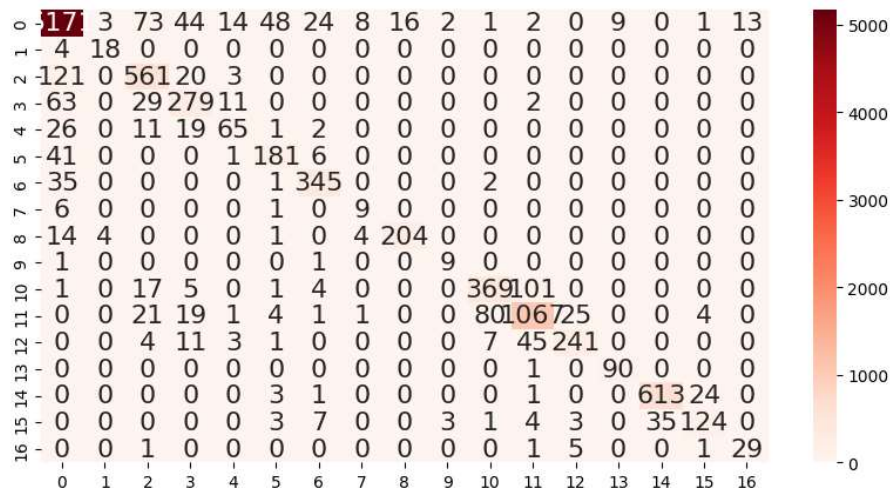 0 3 73 44 14 48 24 8 16 2 1 2 0 9 0 1 13
1 4 18 0 0 0 0 0 0 0 0 0 0 0 0 0 0 0
2 121 0 561 20 3 0 0 0 0 0 0 0 0 0 0 0 0
3 63 0 29 279 11 0 0 0 0 0 0 2 0 0 0 0 0
4 26 0 11 19 65 1 2 0 0 0 0 0 0 0 0 0 0
5 41 0 0 0 1 181 6 0 0 0 0 0 0 0 0 0 0
6 35 0 0 0 0 1 345 0 0 0 2 0 0 0 0 0 0
7 6 0 0 0 0 1 0 9 0 0 0 0 0 0 0 0 0
8 14 4 0 0 0 1 0 4 204 0 0 0 0 0 0 0 0
9 1 0 0 0 0 0 1 0 0 9 0 0 0 0 0 0 0
10 1 0 17 5 0 1 4 0 0 0 369 101 0 0 0 0 0
11 0 0 21 19 1 4 1 1 0 0 80 1067 25 0 0 4 0
12 0 0 4 11 3 1 0 0 0 0 7 45 241 0 0 0 0
13 0 0 0 0 0 0 0 0 0 0 0 1 0 90 0 0 0
14 0 0 0 0 0 3 1 0 0 0 0 1 0 0 613 24 0
15 0 0 0 0 0 3 7 0 0 3 1 4 3 0 35 124 0
16 0 0 1 0 0 0 0 0 0 0 0 1 5 0 0 1 29
0 1 2 3 4 5 6 7 8 9 10 11 12 13 14 15 16
5000
4000
3000
2000
1000
0